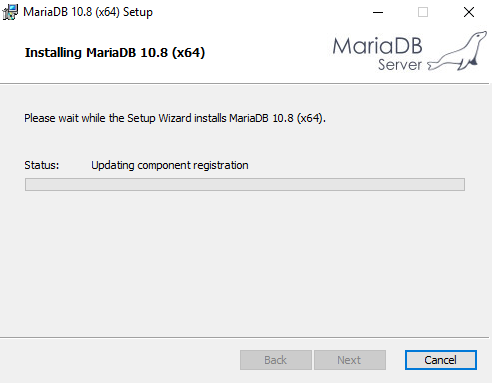 MariaDB 10.8 (x64) Setup
Installing MariaDB 10.8 (x64)
MariaDB
Server
Please wait while the Setup Wizard installs MariaDB 10.8 (x64).
Status: Updating component registration
Back Next Cancel